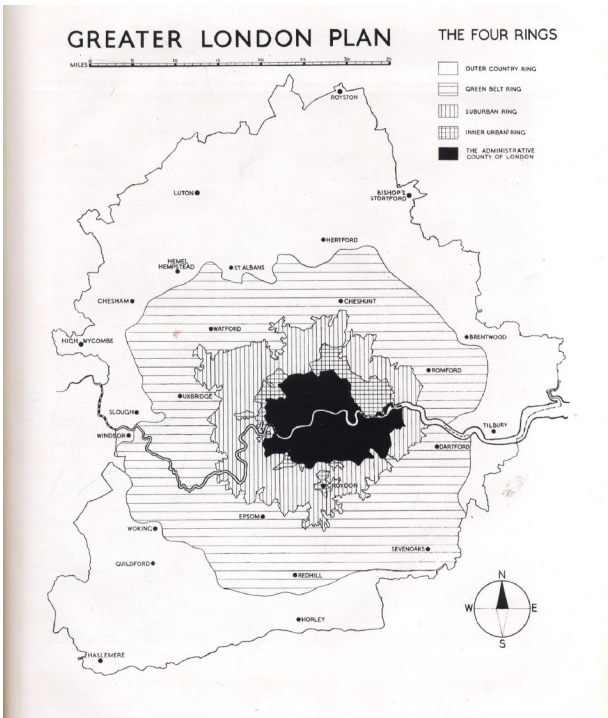 GREATER LONDON PLAN
MILES 0 5 10 15 20 25 30 35
THE FOUR RINGS
OUTER COUNTRY RING
GREEN BELT RING
SUBURBAN RING
INNER URBAN RING
THE ADMINISTRATIVE
COUNTY OF LONDON
ROYSTON
LUTON
BISHOP'S
STORTFORD
HERTFORD
HEMEL
HEMPSTEAD
ST. ALBANS
CHESHAM
CHESHUNT
WATFORD
HIGH WYCOMBE
BRENTWOOD
ROMFORD
UXBRIDGE
SLOUGH
TILBURY
WINDSOR
DARTFORD
CROYDON
EPSOM
WOKING
SEVENOAKS
GUILDFORD
REDHILL
HORLEY
HASLEMERE
N
W E
S